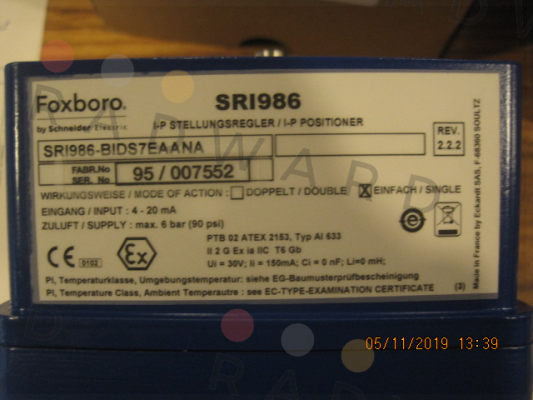 Foxboro.
by Schneider Electric
SRI986
I-P STELLUNGSREGLER / I-P POSITIONER
SRI986-BIDS7EAANA
REV.
2.2.2
FABR.No
SER. No
95 / 007552
WIRKUNGSWEISE / MODE OF ACTION : DOPPELT / DOUBLE X EINFACH / SINGLE
EINGANG / INPUT : 4 - 20 mA
ZULUFT / SUPPLY : max. 6 bar (90 psi)
CE 0102
Ex
PTB 02 ATEX 2153, Typ AI 633
II 2 G Ex ia IIC T6 Gb
Ui = 30V; Ii = 150mA; Ci = 0 nF; Li=0 mH;
PI, Temperaturklasse, Umgebungstemperatur: siehe EG-Baumusterprüfbescheinigung
PI, Temperature Class, Ambient Temperautre : see EC-TYPE-EXAMINATION CERTIFICATE (3)
Made in France by Eckardt SAS, F-68360 SOULTZ
05/11/2019 13:39
RADWARD
RADWARD